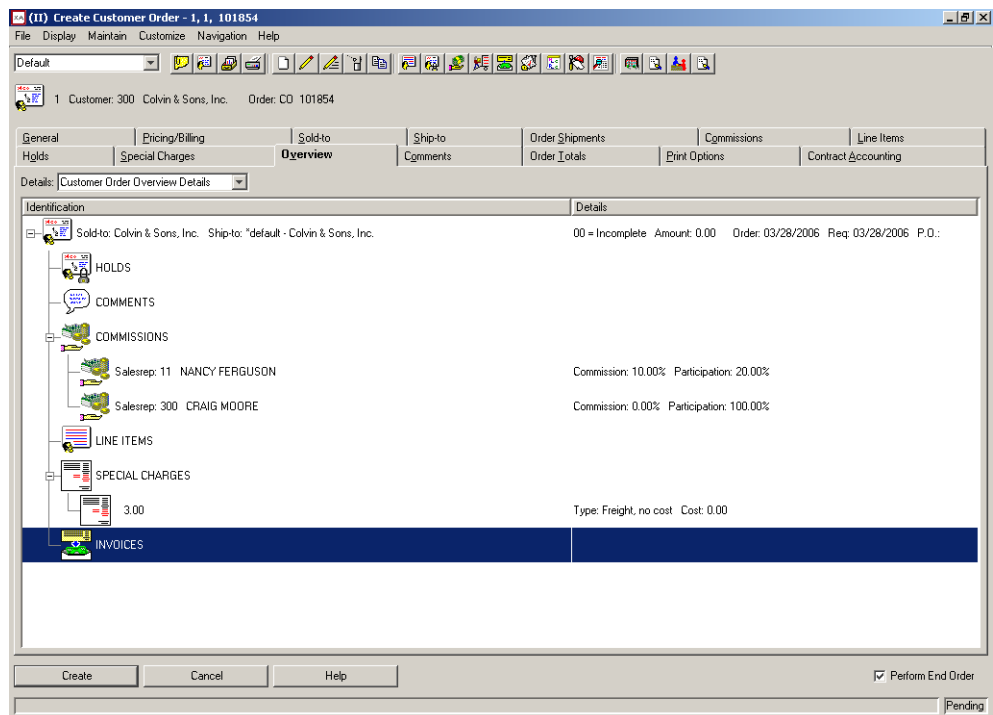 (II) Create Customer Order - 1, 1, 101854
File Display Maintain Customize Navigation Help
Default
1 Customer: 300 Colvin & Sons, Inc. Order: CO 101854
General Pricing/Billing Sold-to Ship-to Order Shipments Commissions Line Items
Holds Special Charges Overview Comments Order Totals Print Options Contract Accounting
Details: Customer Order Overview Details
Identification Details
Sold-to: Colvin & Sons, Inc. Ship-to: *default - Colvin & Sons, Inc. 00 = Incomplete Amount: 0.00 Order: 03/28/2006 Req: 03/28/2006 P.O.:
HOLDS
COMMENTS
COMMISSIONS
Salesrep: 11 NANCY FERGUSON Commission: 10.00% Participation: 20.00%
Salesrep: 300 CRAIG MOORE Commission: 0.00% Participation: 100.00%
LINE ITEMS
SPECIAL CHARGES
3.00 Type: Freight, no cost Cost: 0.00
INVOICES
Create Cancel Help Perform End Order
Pending